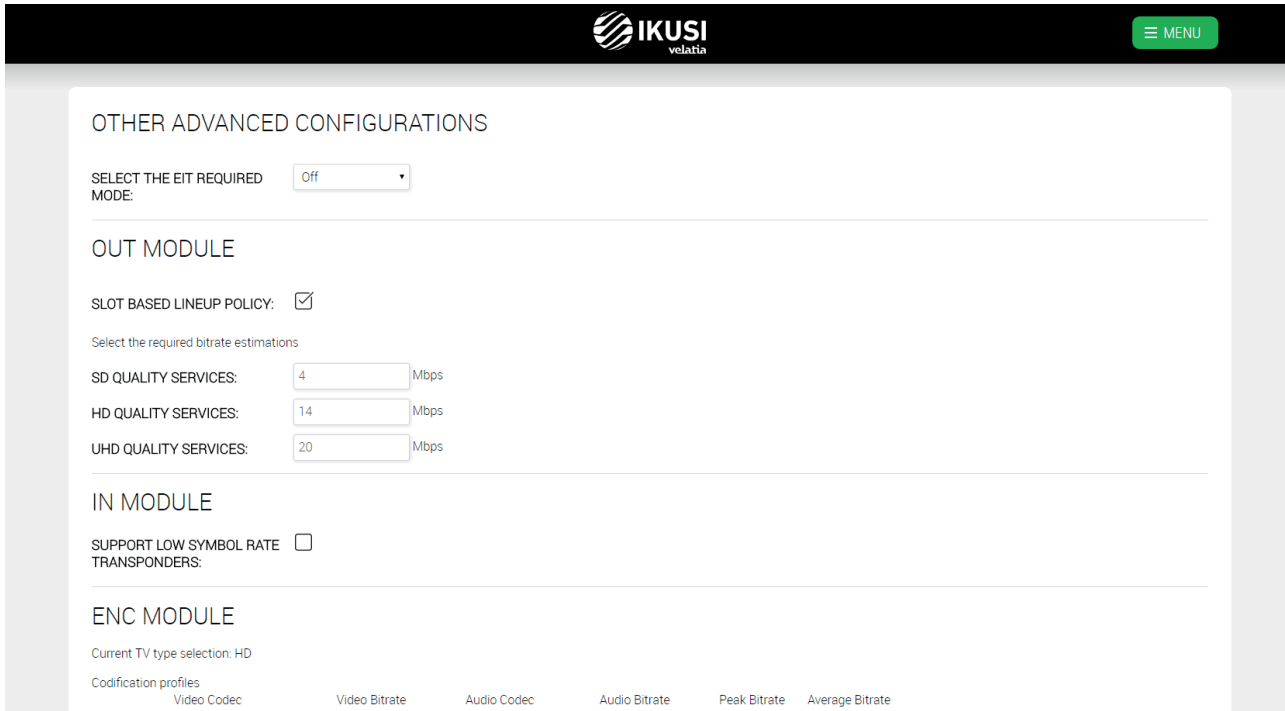 IKUSI
velatia
☰ MENU
OTHER ADVANCED CONFIGURATIONS
SELECT THE EIT REQUIRED
MODE:
Off
OUT MODULE
SLOT BASED LINEUP POLICY:
Select the required bitrate estimations
SD QUALITY SERVICES: 4 Mbps
HD QUALITY SERVICES: 14 Mbps
UHD QUALITY SERVICES: 20 Mbps
IN MODULE
SUPPORT LOW SYMBOL RATE
TRANSPONDERS:
ENC MODULE
Current TV type selection: HD
Codification profiles
Video Codec Video Bitrate Audio Codec Audio Bitrate Peak Bitrate Average Bitrate